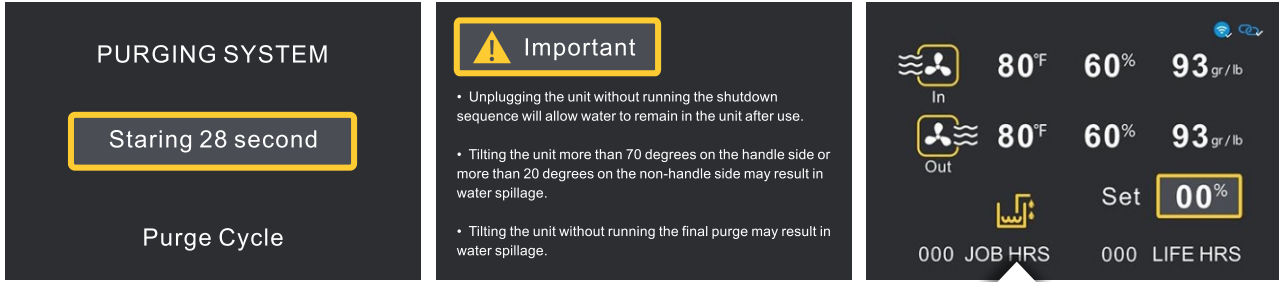 PURGING SYSTEM
Staring 28 second
Purge Cycle
Important
• Unplugging the unit without running the shutdown
sequence will allow water to remain in the unit after use.
• Tilting the unit more than 70 degrees on the handle side or
more than 20 degrees on the non-handle side may result in
water spillage.
• Tilting the unit without running the final purge may result in
water spillage.
80°F 60% 93 gr/lb
In
80°F 60% 93 gr/lb
Out
Set 00%
000 JOB HRS 000 LIFE HRS